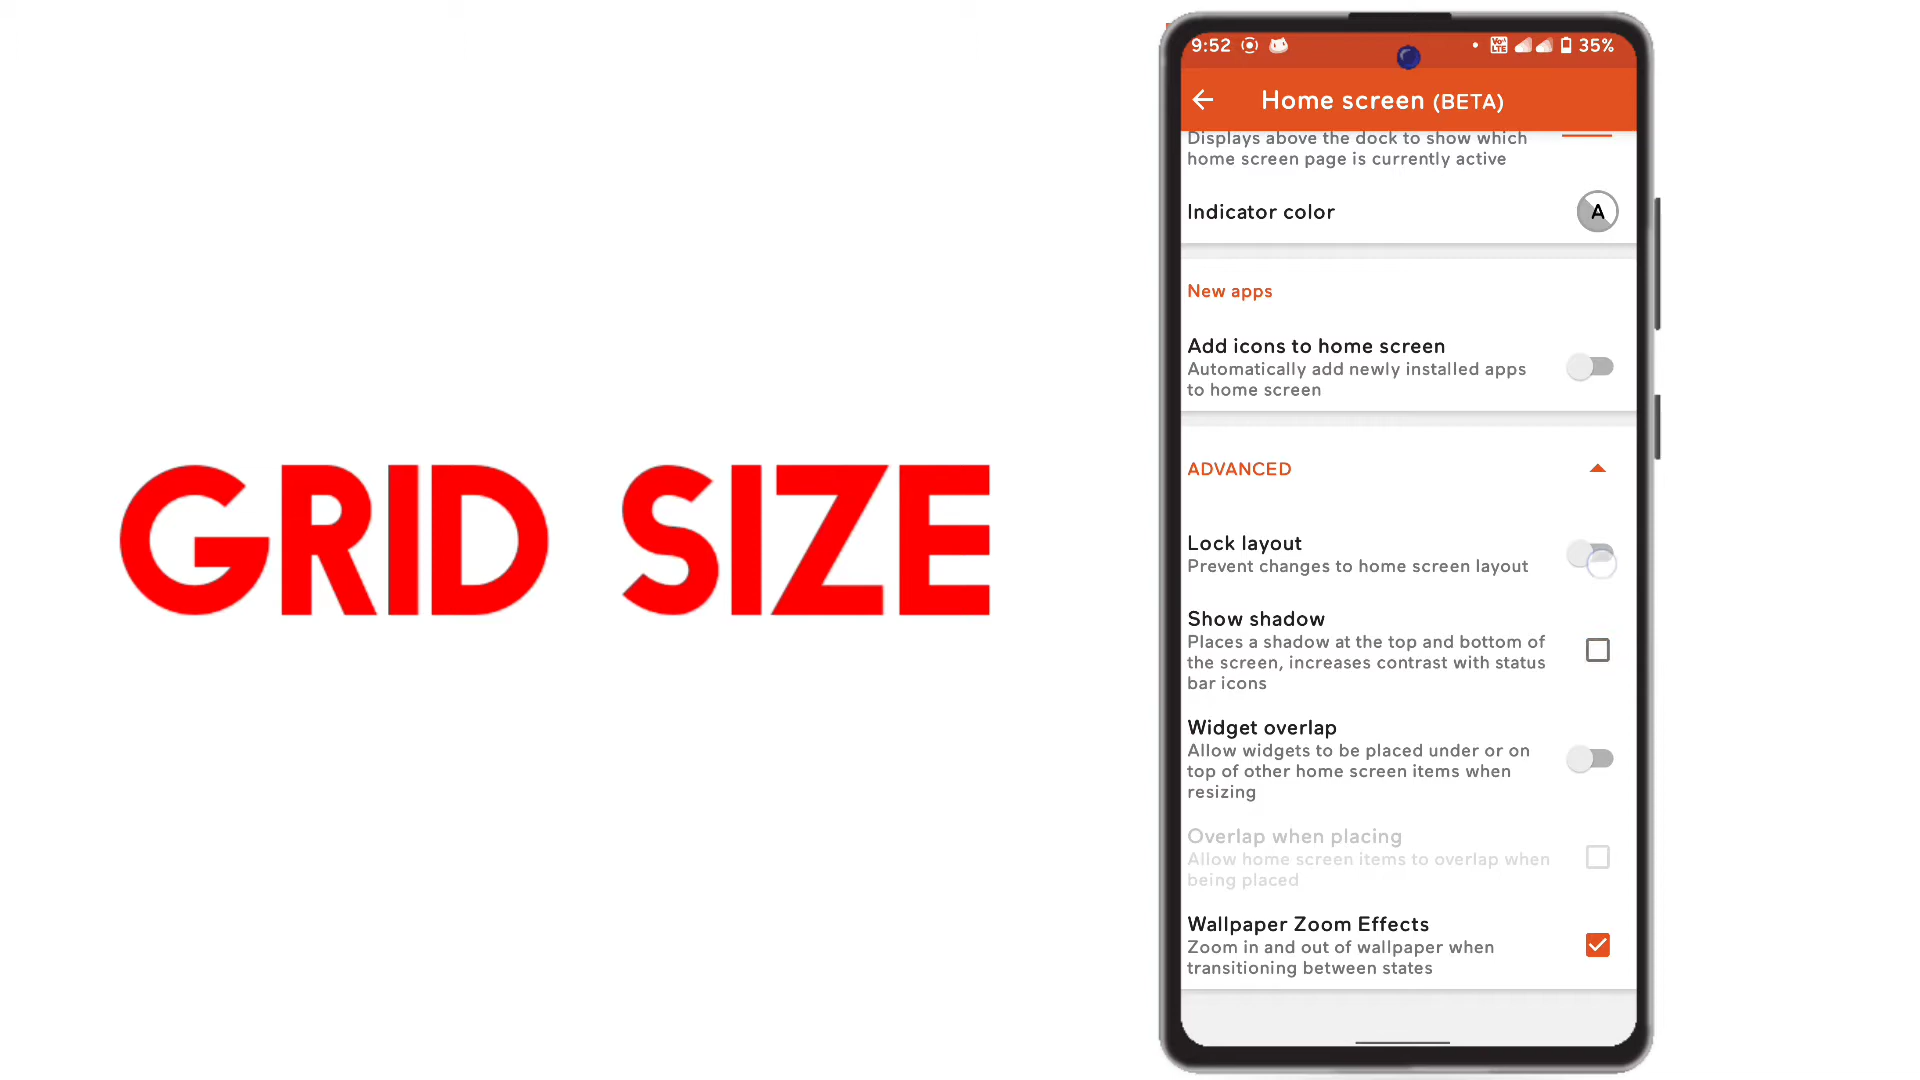 GRID SIZE
9:52
VoLTE
35%
Home screen (BETA)
Displays above the dock to show which
home screen page is currently active
Indicator color
A
New apps
Add icons to home screen
Automatically add newly installed apps
to home screen
ADVANCED
Lock layout
Prevent changes to home screen layout
Show shadow
Places a shadow at the top and bottom of
the screen, increases contrast with status
bar icons
Widget overlap
Allow widgets to be placed under or on
top of other home screen items when
resizing
Overlap when placing
Allow home screen items to overlap when
being placed
Wallpaper Zoom Effects
Zoom in and out of wallpaper when
transitioning between states